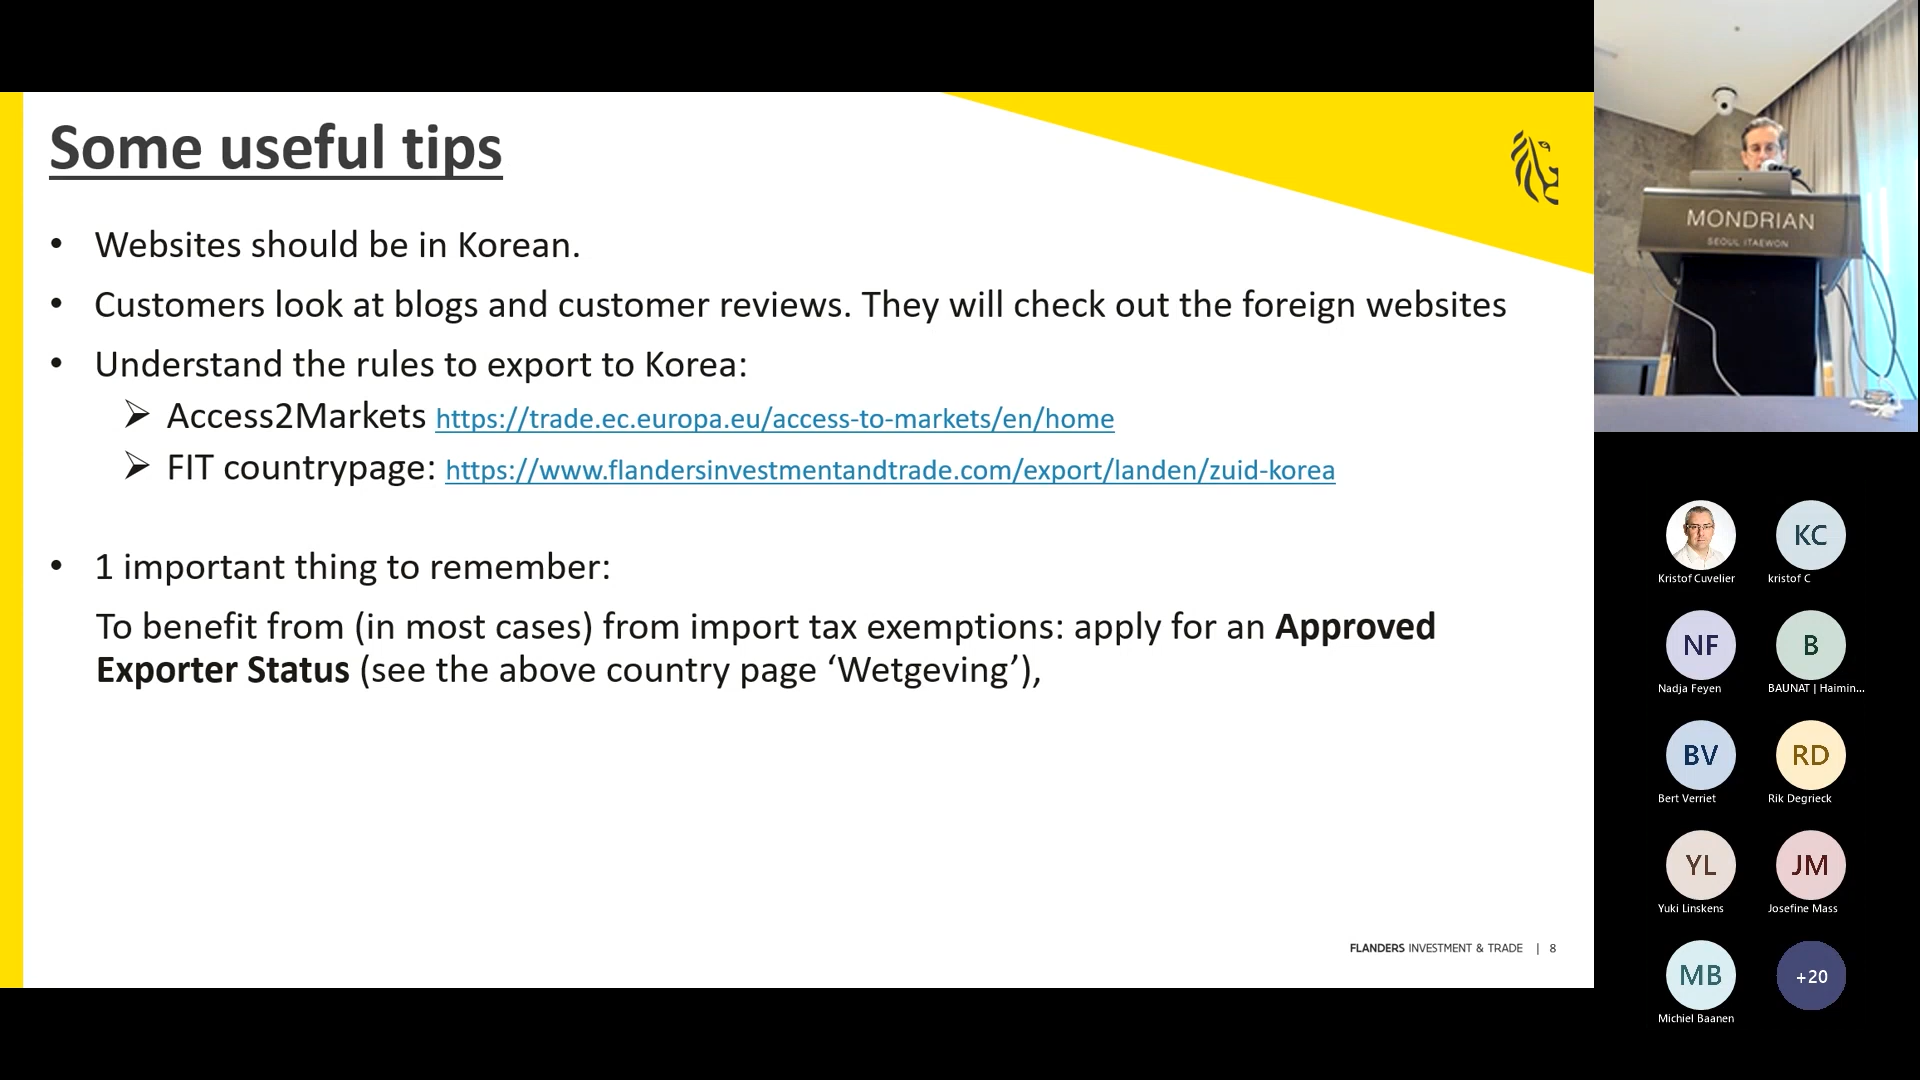 Some useful tips
• Websites should be in Korean.
• Customers look at blogs and customer reviews. They will check out the foreign websites
• Understand the rules to export to Korea:
➢ Access2Markets https://trade.ec.europa.eu/access-to-markets/en/home
➢ FIT countrypage: https://www.flandersinvestmentandtrade.com/export/landen/zuid-korea
• 1 important thing to remember:
To benefit from (in most cases) from import tax exemptions: apply for an Approved
Exporter Status (see the above country page ‘Wetgeving’),
FLANDERS INVESTMENT & TRADE | 8
MONDRIAN
SEOUL ITAEWON
KC
Kristof Cuvelier
kristof C
NF
B
Nadja Feyen
BAUNAT | Haimin...
BV
RD
Bert Verriet
Rik Degrieck
YL
JM
Yuki Linskens
Josefine Mass
MB
+20
Michiel Baanen